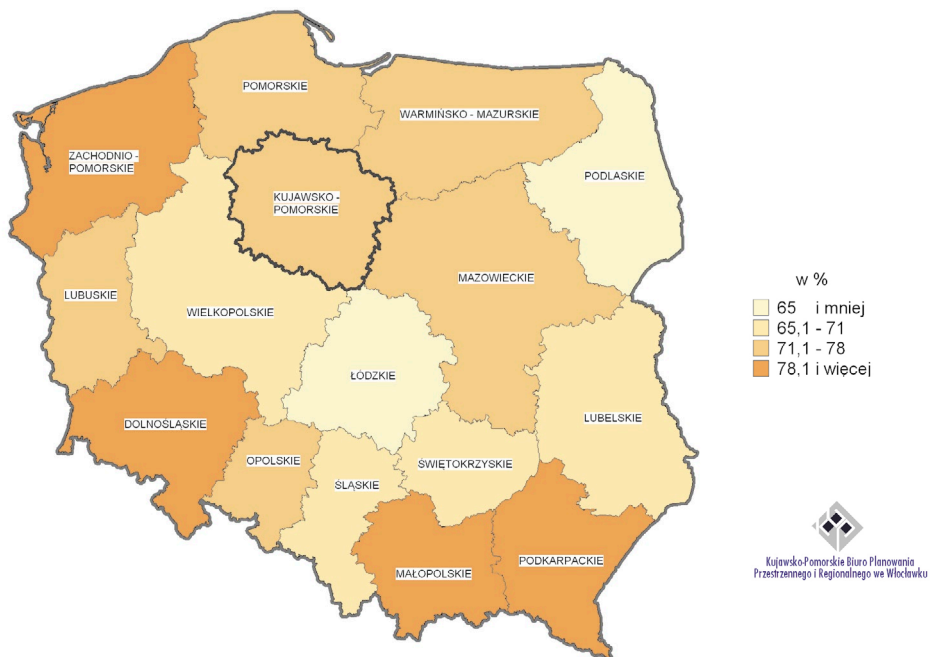 POMORSKIE
WARMIŃSKO - MAZURSKIE
ZACHODNIO -
POMORSKIE
PODLASKIE
KUJAWSKO -
POMORSKIE
MAZOWIECKIE
LUBUSKIE
WIELKOPOLSKIE
ŁÓDZKIE
LUBELSKIE
DOLNOŚLĄSKIE
OPOLSKIE
ŚWIĘTOKRZYSKIE
ŚLĄSKIE
PODKARPACKIE
MAŁOPOLSKIE
w %
65 i mniej
65,1 - 71
71,1 - 78
78,1 i więcej
Kujawsko-Pomorskie Biuro Planowania
Przestrzennego i Regionalnego we Włocławku